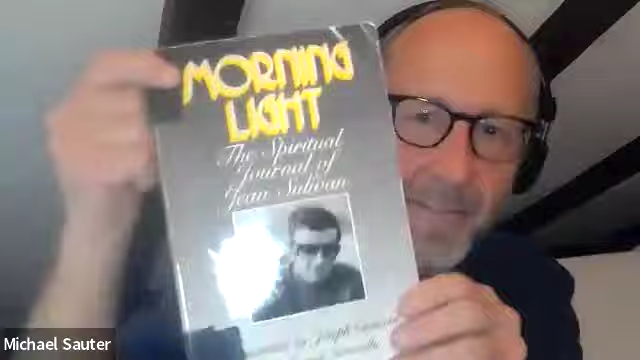 MORNING
LIGHT
The Spiritual
Journal of
Jean Sulivan
Michael Sauter